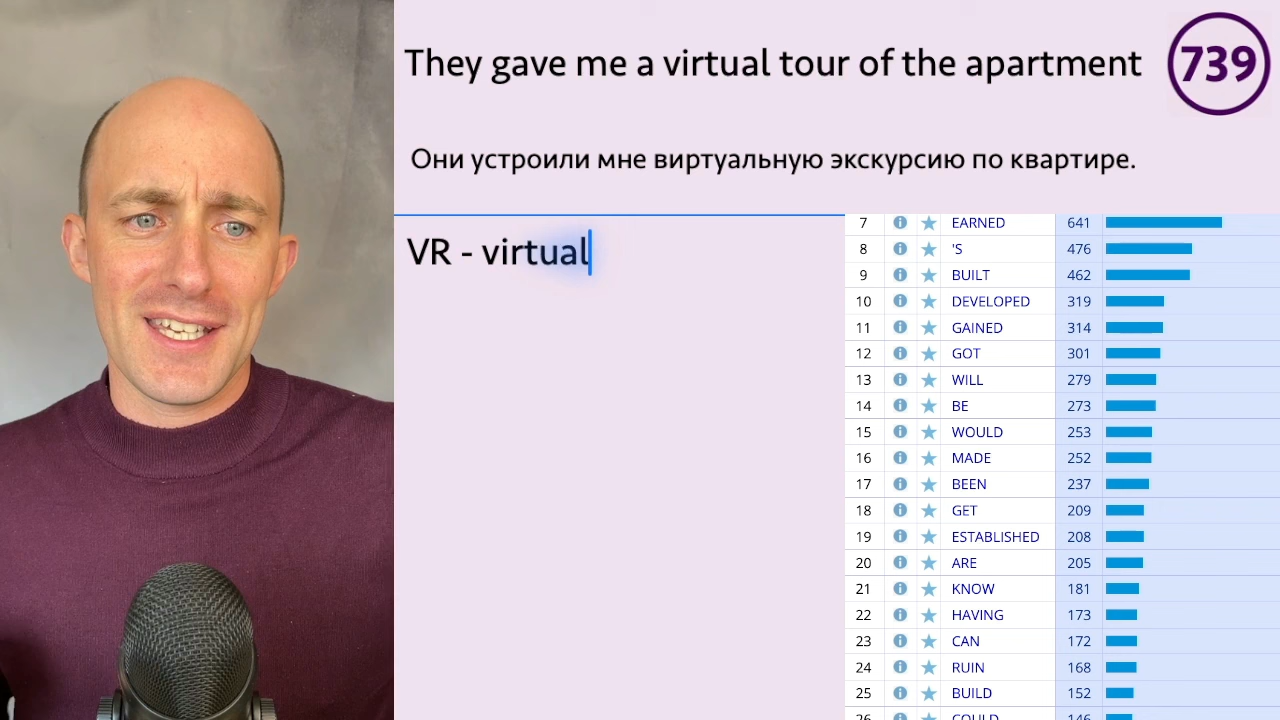 They gave me a virtual tour of the apartment
739
Они устроили мне виртуальную экскурсию по квартире.
VR - virtual
7 EARNED 641
8 'S 476
9 BUILT 462
10 DEVELOPED 319
11 GAINED 314
12 GOT 301
13 WILL 279
14 BE 273
15 WOULD 253
16 MADE 252
17 BEEN 237
18 GET 209
19 ESTABLISHED 208
20 ARE 205
21 KNOW 181
22 HAVING 173
23 CAN 172
24 RUIN 168
25 BUILD 152
26 COULD 146